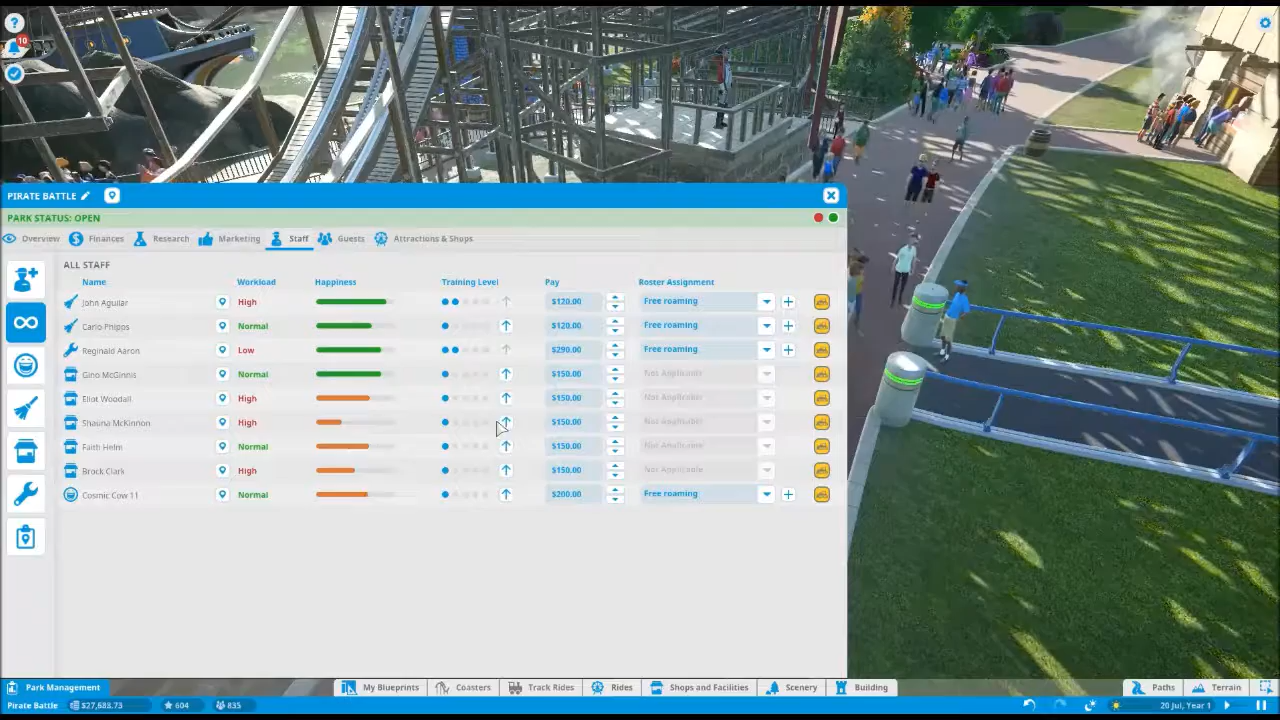 ?
10
PIRATE BATTLE
PARK STATUS: OPEN
Overview Finances Research Marketing Staff Guests Attractions & Shops
ALL STAFF
Name Workload Happiness Training Level Pay Roster Assignment
John Aguilar High $120.00 Free roaming
Carlo Phipps Normal $120.00 Free roaming
Reginald Aaron Low $290.00 Free roaming
Gino McGinnis Normal $150.00 Not Applicable
Eliot Woodall High $150.00 Not Applicable
Shauna McKinnon High $150.00 Not Applicable
Faith Helm Normal $150.00 Not Applicable
Brock Clark High $150.00 Not Applicable
Cosmic Cow 11 Normal $200.00 Free roaming
Park Management My Blueprints Coasters Track Rides Rides Shops and Facilities Scenery Building Paths Terrain
Pirate Battle $27,683.73 604 835 20 Jul, Year 1